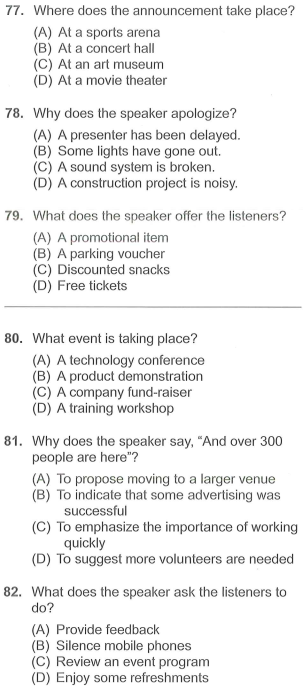 77. Where does the announcement take place?
(A) At a sports arena
(B) At a concert hall
(C) At an art museum
(D) At a movie theater
78. Why does the speaker apologize?
(A) A presenter has been delayed.
(B) Some lights have gone out.
(C) A sound system is broken.
(D) A construction project is noisy.
79. What does the speaker offer the listeners?
(A) A promotional item
(B) A parking voucher
(C) Discounted snacks
(D) Free tickets
80. What event is taking place?
(A) A technology conference
(B) A product demonstration
(C) A company fund-raiser
(D) A training workshop
81. Why does the speaker say, “And over 300
people are here”?
(A) To propose moving to a larger venue
(B) To indicate that some advertising was
successful
(C) To emphasize the importance of working
quickly
(D) To suggest more volunteers are needed
82. What does the speaker ask the listeners to
do?
(A) Provide feedback
(B) Silence mobile phones
(C) Review an event program
(D) Enjoy some refreshments